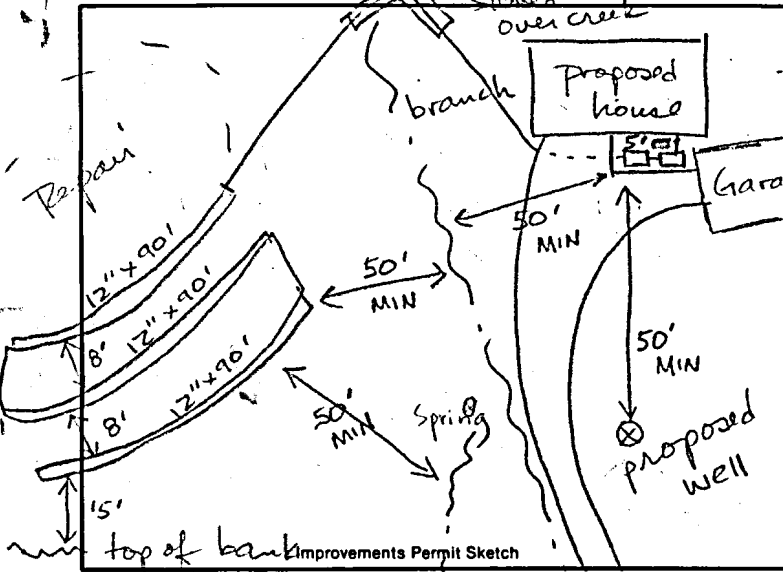 over creek
proposed
house
branch
5'
Repair
50'
MIN
12" x 90'
12" x 90'
12" x 90'
8'
8'
50'
MIN
50'
MIN
50'
MIN
Spring
proposed
well
15'
top of bank
Improvements Permit Sketch